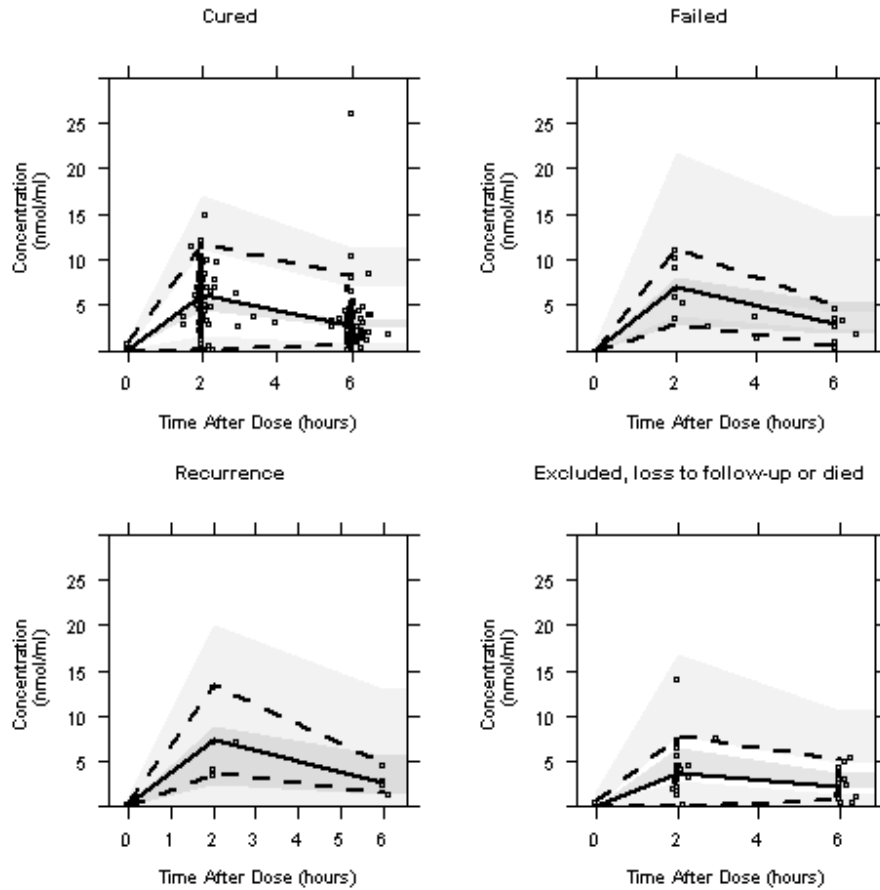 Cured
Failed
25
20
15
10
5
Concentration
(nmol/ml)
0 2 4 6
Time After Dose (hours)
25
20
15
10
5
Concentration
(nmol/ml)
0 2 4 6
Time After Dose (hours)
Recurrence
Excluded, loss to follow-up or died
25
20
15
10
5
Concentration
(nmol/ml)
0 1 2 3 4 5 6
Time After Dose (hours)
25
20
15
10
5
Concentration
(nmol/ml)
0 2 4 6
Time After Dose (hours)